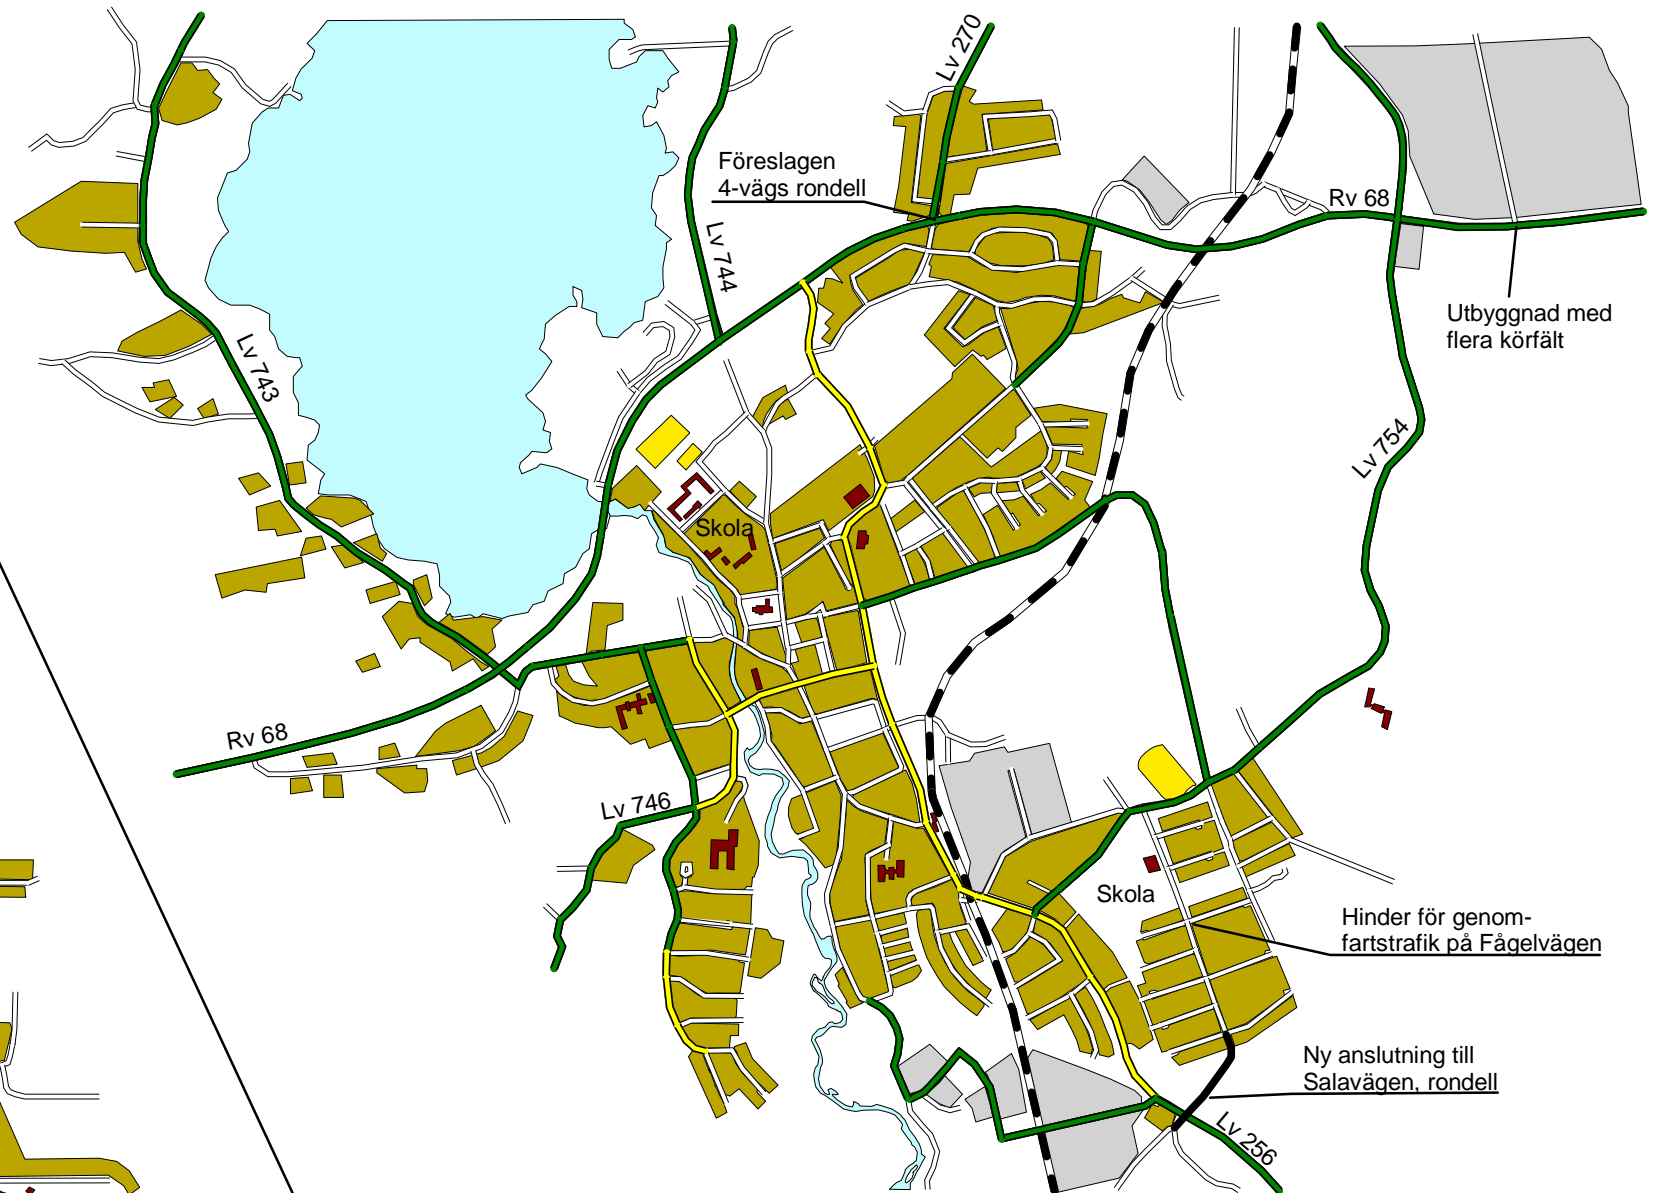 Lv 270
Föreslagen
4-vägs rondell
Rv 68
Lv 744
Utbyggnad med
flera körfält
Lv 743
Lv 754
Skola
Rv 68
Lv 746
Skola
Hinder för genom-
fartstrafik på Fågelvägen
Ny anslutning till
Salavägen, rondell
Lv 256